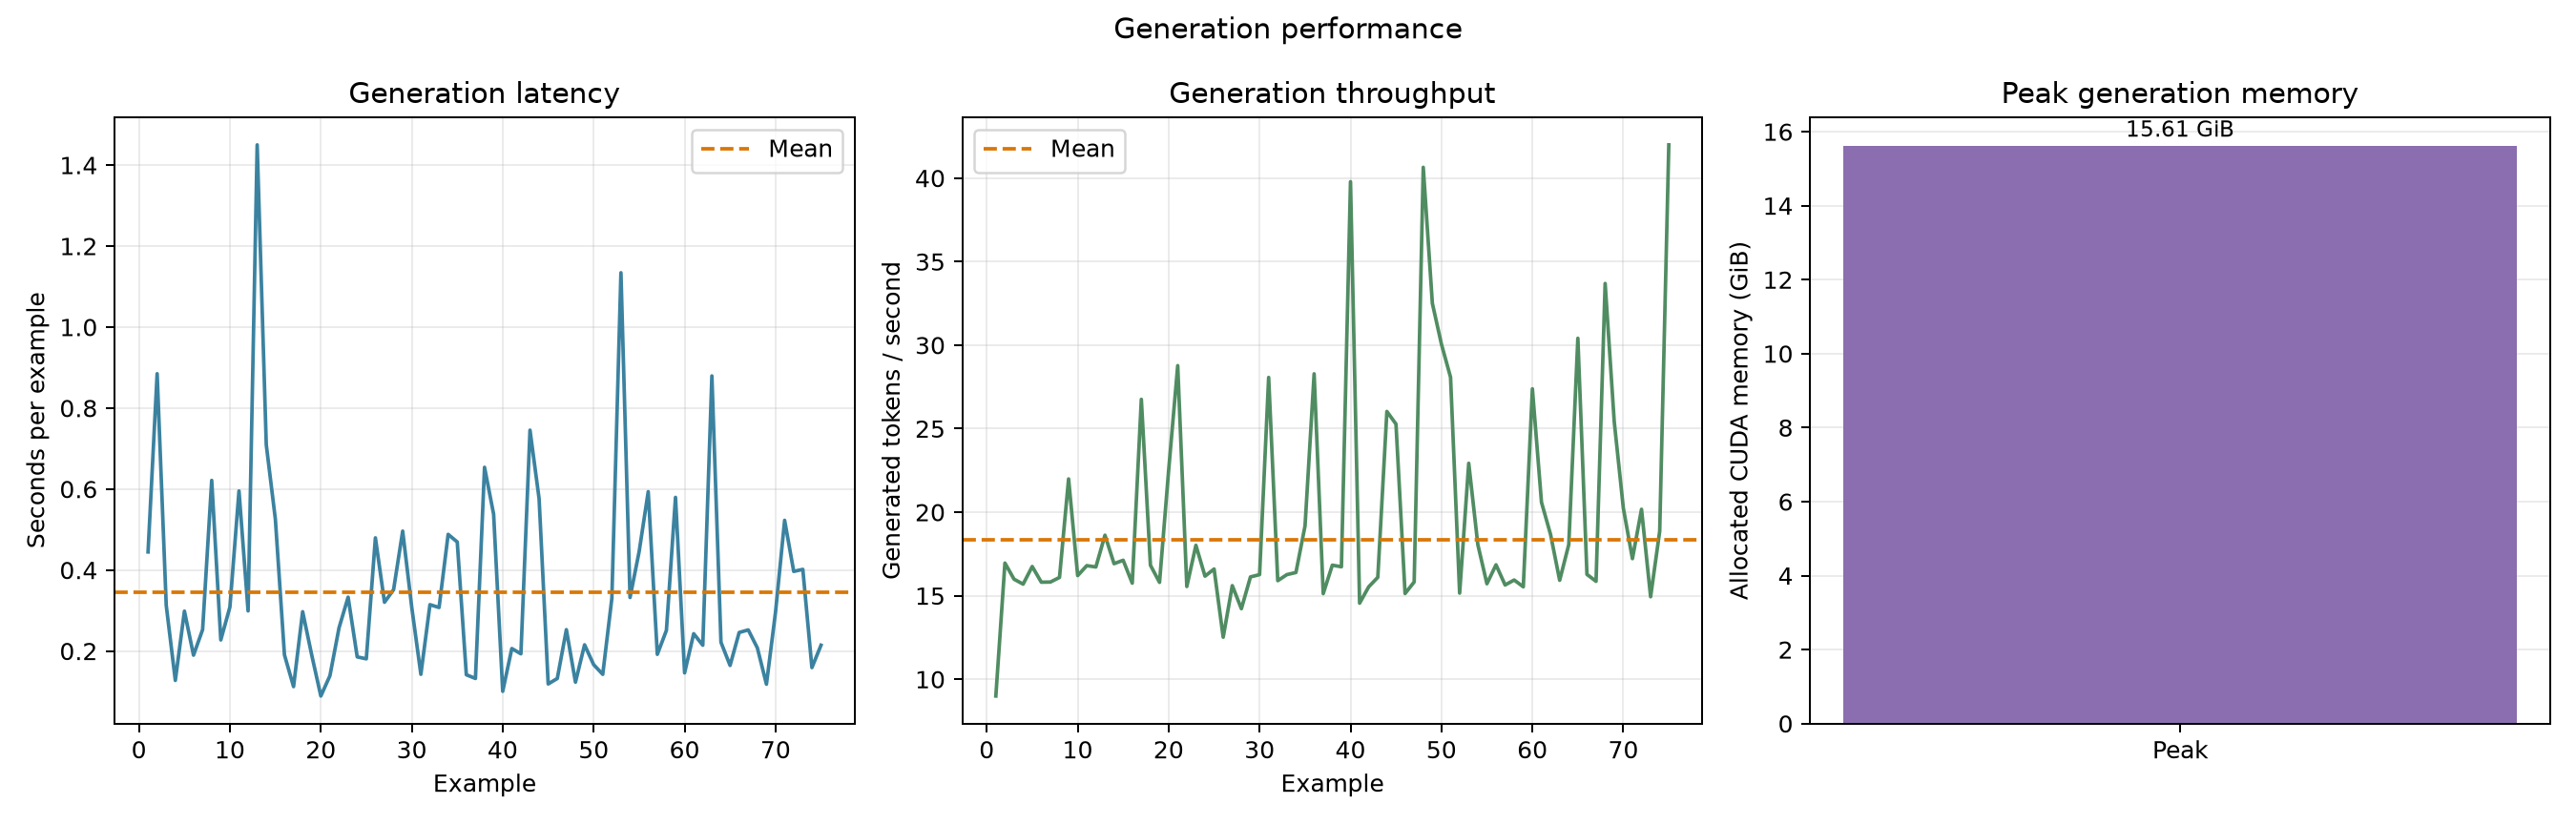 Generation performance
Generation latency
Seconds per example
1.4
1.2
1.0
0.8
0.6
0.4
0.2
Mean
0 10 20 30 40 50 60 70
Example
Generation throughput
Generated tokens / second
40
35
30
25
20
15
10
Mean
0 10 20 30 40 50 60 70
Example
Peak generation memory
Allocated CUDA memory (GiB)
16
14
12
10
8
6
4
2
0
15.61 GiB
Peak